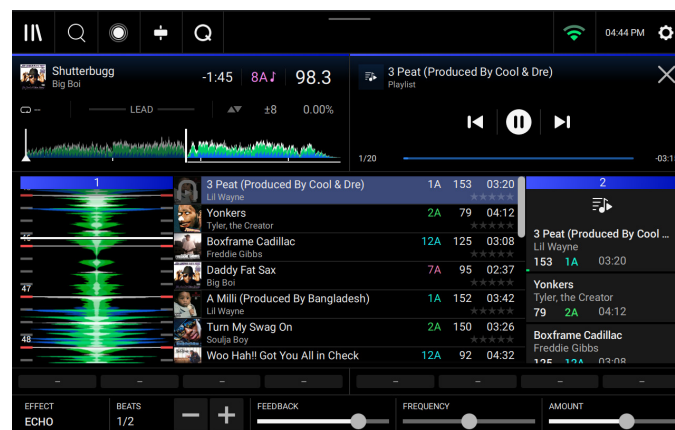 04:44 PM
Shutterbugg
Big Boi
-1:45 8A 98.3
--
LEAD
±8 0.00%
3 Peat (Produced By Cool & Dre)
Playlist
1/20
1
3 Peat (Produced By Cool & Dre) 1A 153 03:20
Lil Wayne
Yonkers 2A 79 04:12
Tyler, the Creator
Boxframe Cadillac 12A 125 03:08
Freddie Gibbs
Daddy Fat Sax 7A 95 02:37
Big Boi
A Milli (Produced By Bangladesh) 1A 152 03:42
Lil Wayne
Turn My Swag On 2A 150 03:26
Soulja Boy
Woo Hah!! Got You All in Check 12A 92 04:32
47
48
2
3 Peat (Produced By Cool ...
Lil Wayne
153 1A 03:20
Yonkers
Tyler, the Creator
79 2A 04:12
Boxframe Cadillac
Freddie Gibbs
125 12A 03:08
– – – – – – – –
EFFECT
ECHO
BEATS
1/2
FEEDBACK
FREQUENCY
AMOUNT